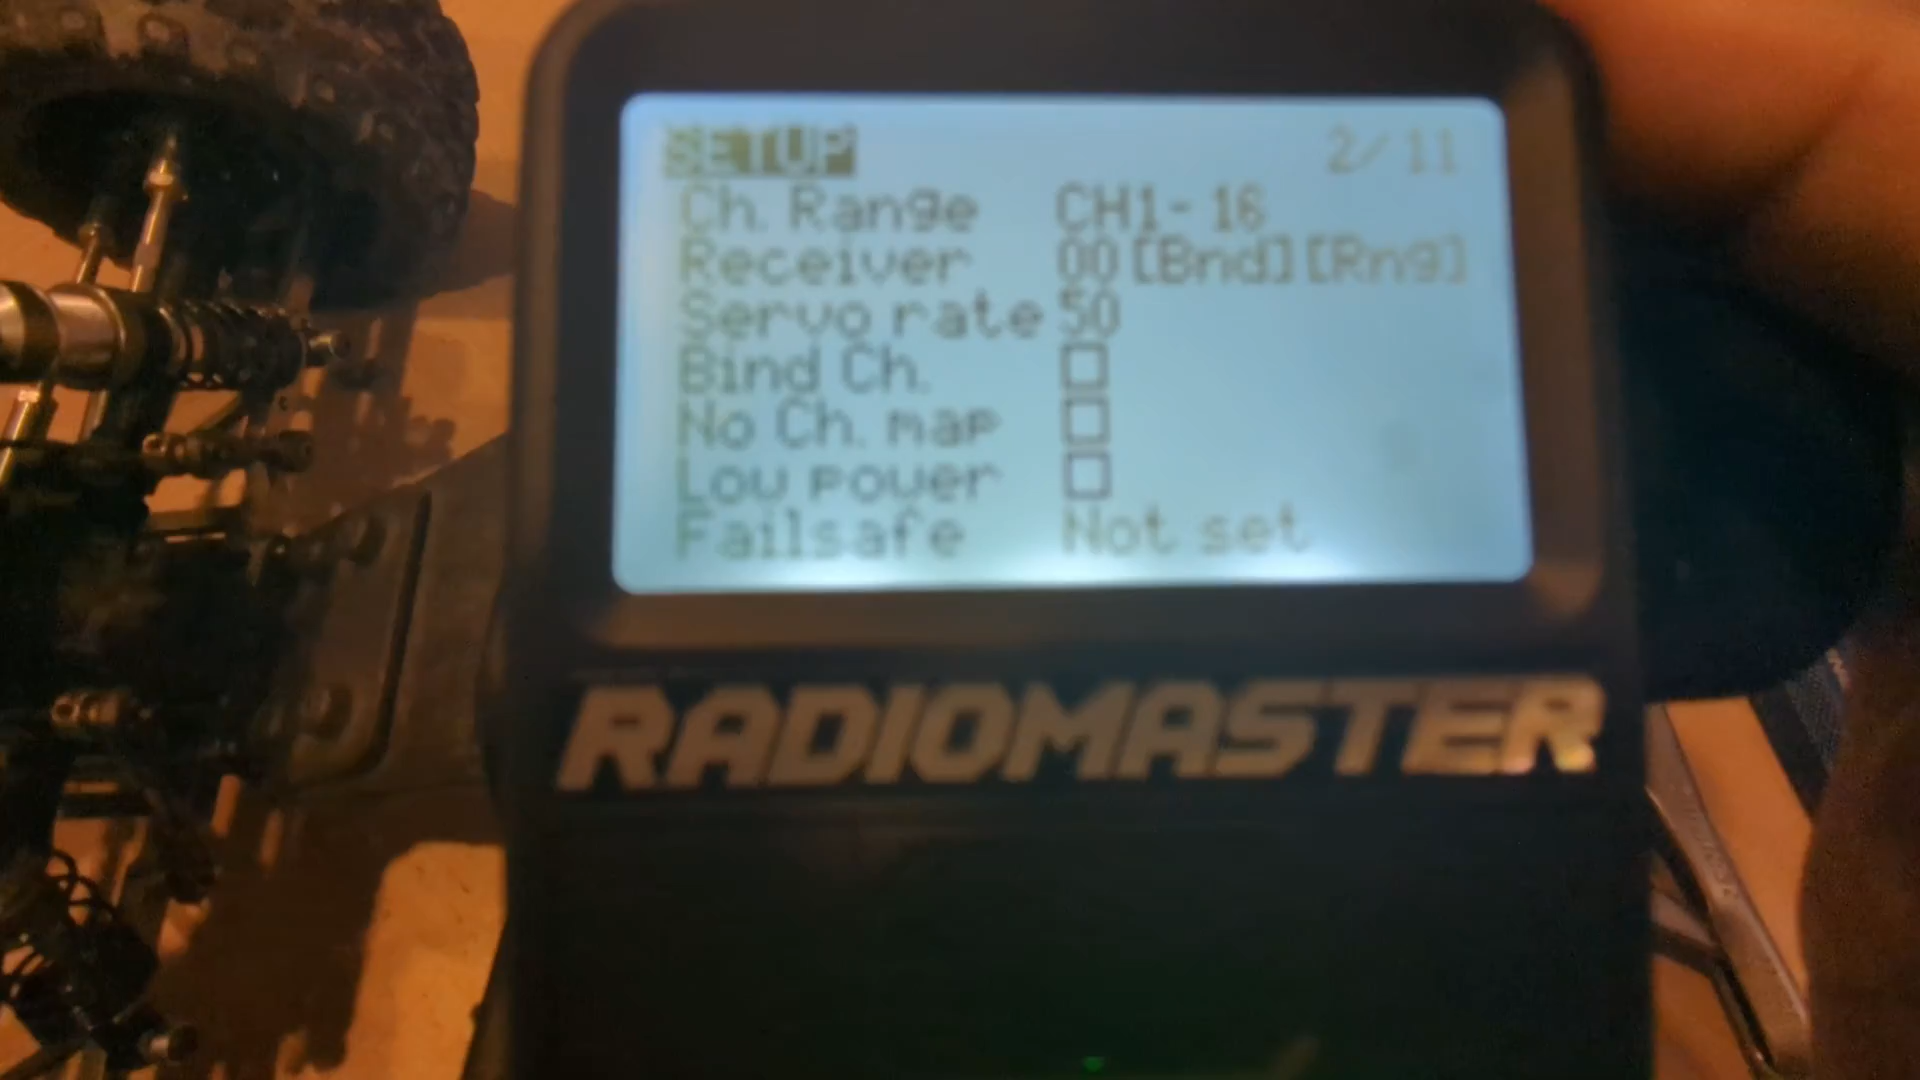 SETUP 2/11
Ch. Range CH1-16
Receiver 00 [Bnd] [Rng]
Servo rate 50
Bind Ch. □
No Ch. map □
Low power □
Failsafe Not set
RADIOMASTER